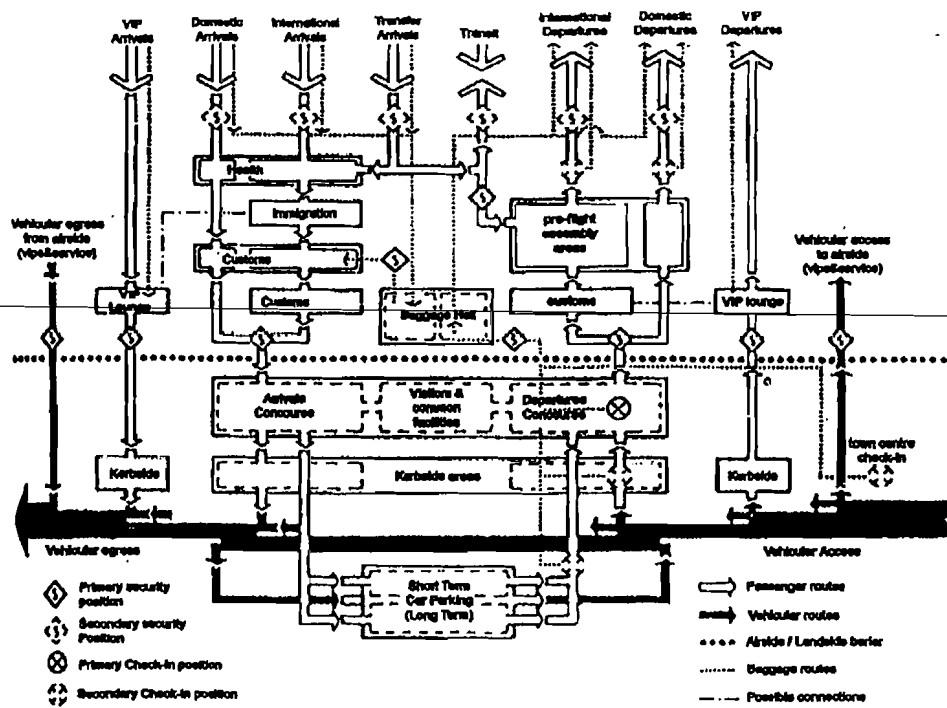 VIP
Arrivals
Domestic
Arrivals
International
Arrivals
Transfer
Arrivals
Transit
International
Departures
Domestic
Departures
VIP
Departures
Health
Immigration
Customs
Customs
Vehicular egress
from airside
(vips&service)
VIP
Lounge
Baggage Hall
pre-flight
assembly
areas
customs
VIP lounge
Vehicular access
to airside
(vips&service)
Arrivals
Concourse
Visitors &
common
facilities
Departures
Concourse
town centre
check-in
Kerbside
Kerbside areas
Kerbside
Vehicular egress
Vehicular Access
Short Term
Car Parking
(Long Term)
Primary security
position
Secondary security
Position
Primary Check-in position
Secondary Check-in position
Passenger routes
Vehicular routes
Airside / Landside barier
Baggage routes
Possible connections